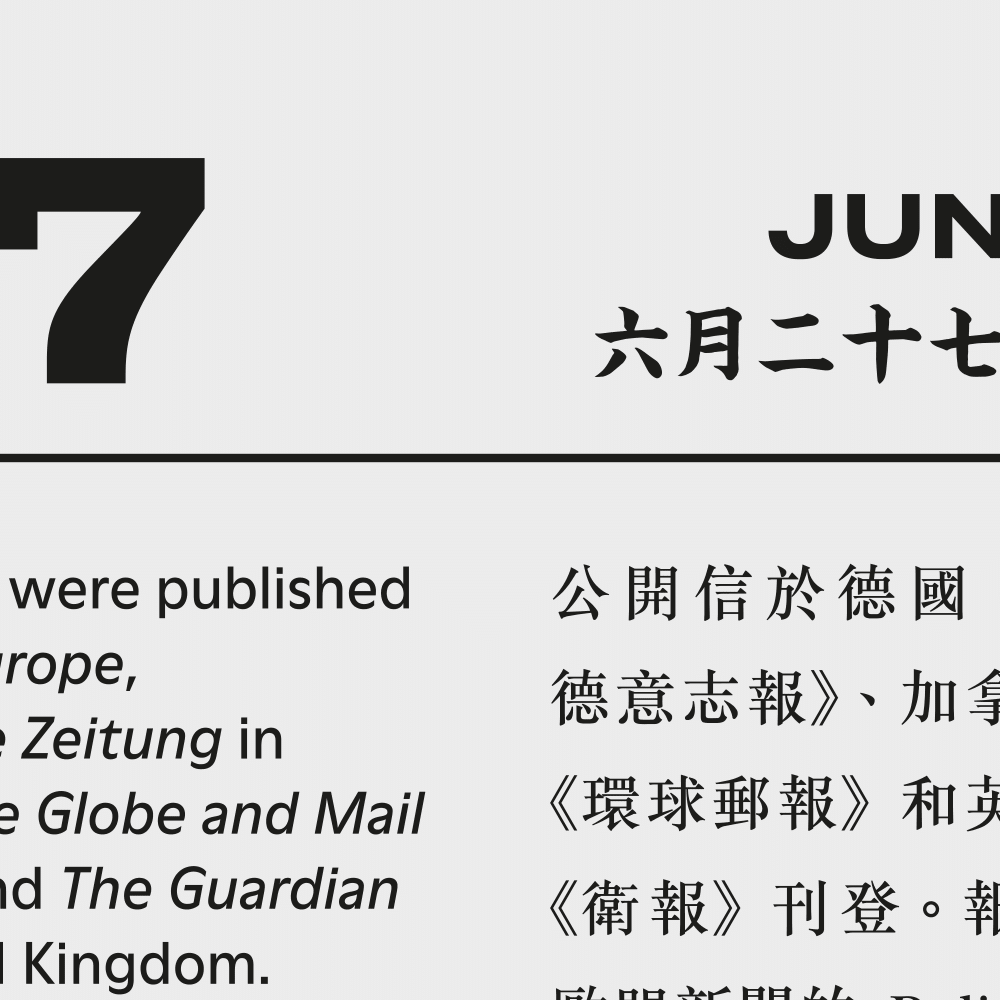 7
JUN
六月二十七
were published
urope,
e Zeitung in
e Globe and Mail
nd The Guardian
Kingdom.
公開信於德國
德意志報》、加拿
《環球郵報》和英
《衛報》刊登。報